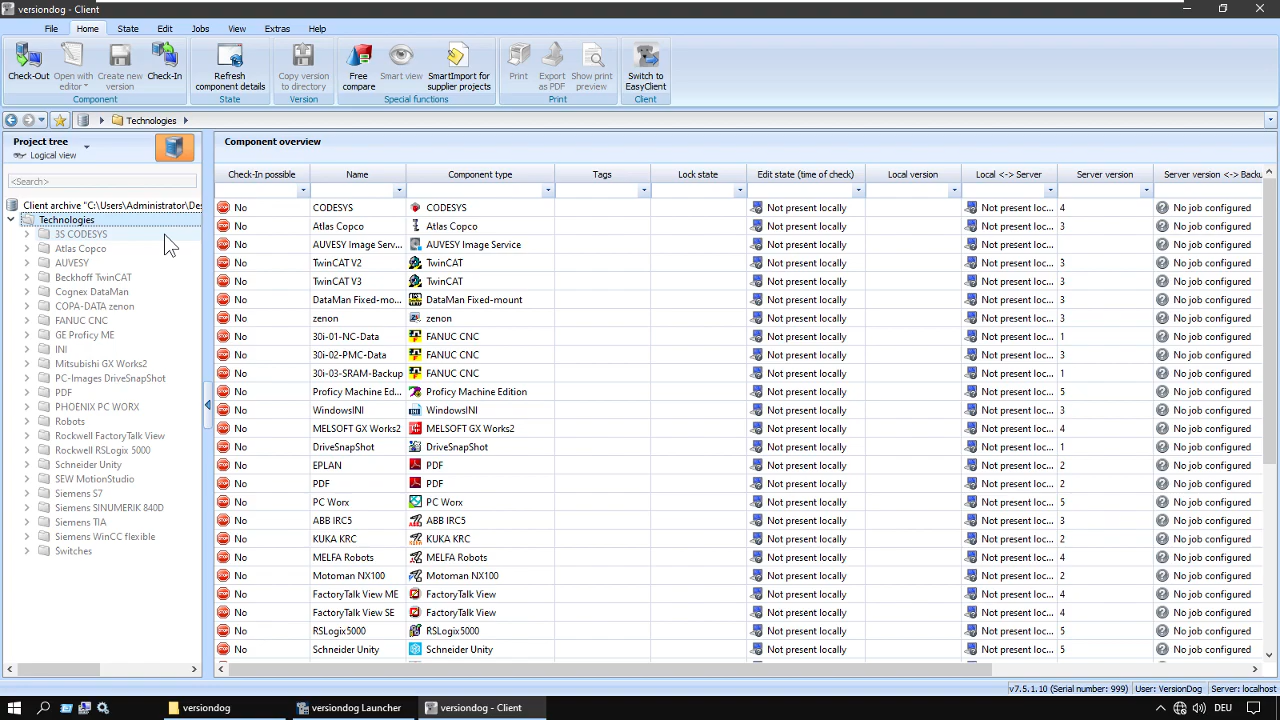 versiondog - Client
File Home State Edit Jobs View Extras Help
Check-Out Open with editor Create new version Check-In Refresh component details Copy version to directory Free compare Smart view SmartImport for supplier projects Print Export as PDF Show print preview Switch to EasyClient
Component State Version Special functions Print Client
Technologies
Project tree
Logical view
<Search>
Client archive "C:\Users\Administrator\Des
Technologies
3S CODESYS
Atlas Copco
AUVESY
Beckhoff TwinCAT
Cognex DataMan
COPA-DATA zenon
FANUC CNC
GE Proficy ME
INI
Mitsubishi GX Works2
PC-Images DriveSnapShot
PDF
PHOENIX PC WORX
Robots
Rockwell FactoryTalk View
Rockwell RSLogix 5000
Schneider Unity
SEW MotionStudio
Siemens S7
Siemens SINUMERIK 840D
Siemens TIA
Siemens WinCC flexible
Switches
Component overview
Check-In possible Name Component type Tags Lock state Edit state (time of check) Local version Local <-> Server Server version Server version <-> Backu
No CODESYS CODESYS Not present locally Not present loc... 4 No job configured
No Atlas Copco Atlas Copco Not present locally Not present loc... 3 No job configured
No AUVESY Image Serv... AUVESY Image Service Not present locally Not present loc... 3 No job configured
No TwinCAT V2 TwinCAT Not present locally Not present loc... 3 No job configured
No TwinCAT V3 TwinCAT Not present locally Not present loc... 3 No job configured
No DataMan Fixed-mo... DataMan Fixed-mount Not present locally Not present loc... 3 No job configured
No zenon zenon Not present locally Not present loc... 3 No job configured
No 30i-01-NC-Data FANUC CNC Not present locally Not present loc... 1 No job configured
No 30i-02-PMC-Data FANUC CNC Not present locally Not present loc... 3 No job configured
No 30i-03-SRAM-Backup FANUC CNC Not present locally Not present loc... 1 No job configured
No Proficy Machine Ed... Proficy Machine Edition Not present locally Not present loc... 5 No job configured
No WindowsINI WindowsINI Not present locally Not present loc... 3 No job configured
No MELSOFT GX Works2 MELSOFT GX Works2 Not present locally Not present loc... 4 No job configured
No DriveSnapShot DriveSnapShot Not present locally Not present loc... 1 No job configured
No EPLAN PDF Not present locally Not present loc... 2 No job configured
No PDF PDF Not present locally Not present loc... 2 No job configured
No PC Worx PC Worx Not present locally Not present loc... 5 No job configured
No ABB IRC5 ABB IRC5 Not present locally Not present loc... 3 No job configured
No KUKA KRC KUKA KRC Not present locally Not present loc... 2 No job configured
No MELFA Robots MELFA Robots Not present locally Not present loc... 4 No job configured
No Motoman NX100 Motoman NX100 Not present locally Not present loc... 2 No job configured
No FactoryTalk View ME FactoryTalk View Not present locally Not present loc... 4 No job configured
No FactoryTalk View SE FactoryTalk View Not present locally Not present loc... 4 No job configured
No RSLogix5000 RSLogix5000 Not present locally Not present loc... 5 No job configured
No Schneider Unity Schneider Unity Not present locally Not present loc... 5 No job configured
v7.5.1.10 (Serial number: 999) User: VersionDog Server: localhost
versiondog versiondog Launcher versiondog - Client DEU